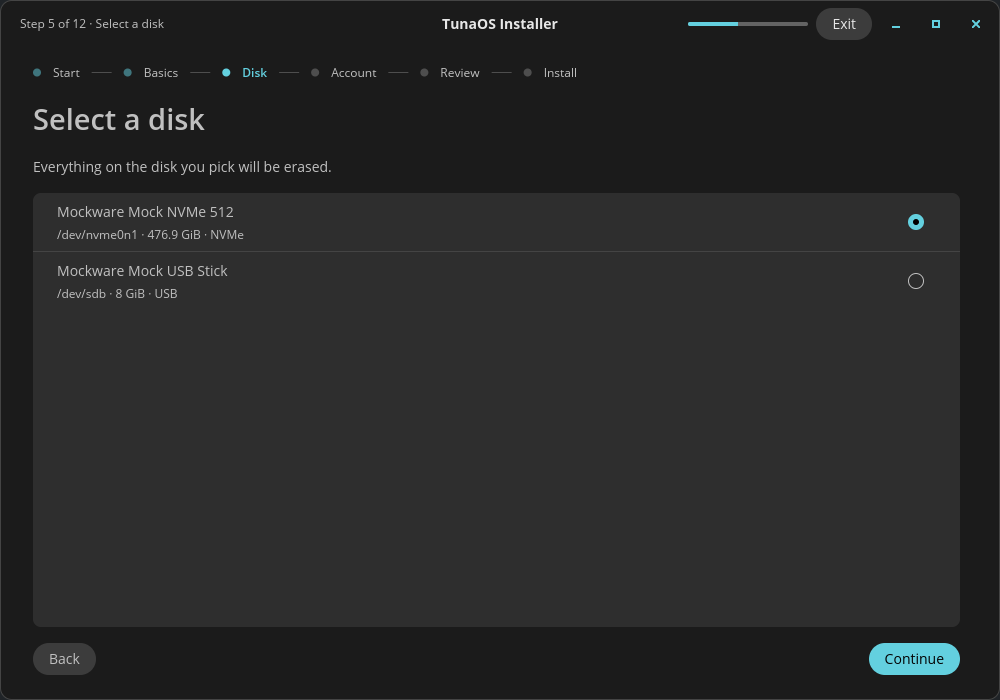 Step 5 of 12 · Select a disk
TunaOS Installer
Exit
Start
Basics
Disk
Account
Review
Install
Select a disk
Everything on the disk you pick will be erased.
Mockware Mock NVMe 512
/dev/nvme0n1 · 476.9 GiB · NVMe
Mockware Mock USB Stick
/dev/sdb · 8 GiB · USB
Back
Continue